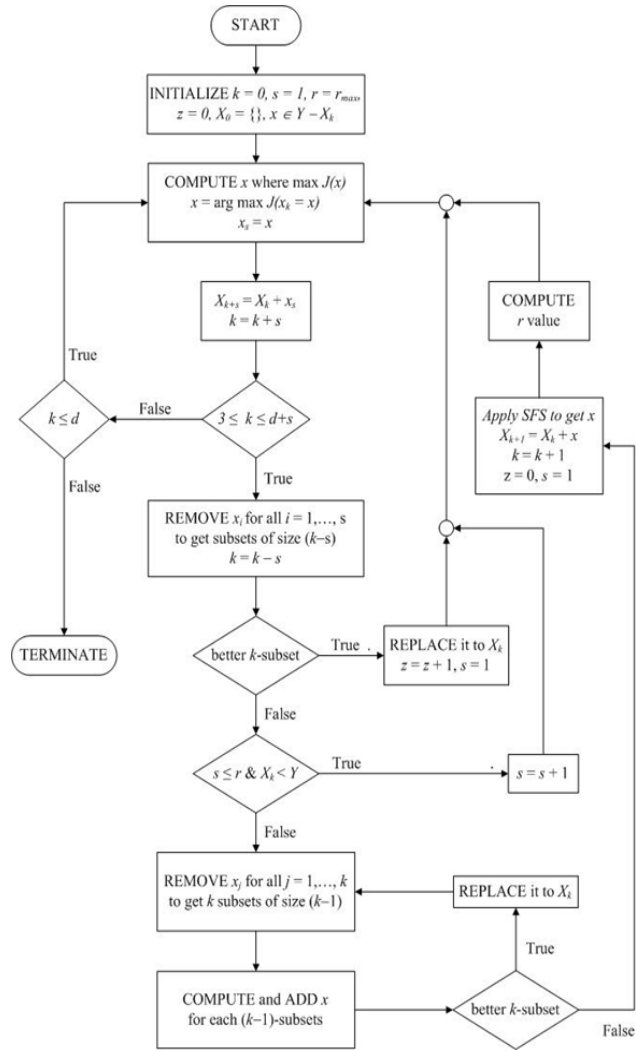 START
INITIALIZE k = 0, s = 1, r = rmax,
z = 0, X0 = {}, x ∈ Y − Xk
COMPUTE x where max J(x)
x = arg max J(xk = x)
xs = x
Xk+s = Xk + xs
k = k + s
COMPUTE
r value
True
k ≤ d
False
3 ≤ k ≤ d+s
Apply SFS to get x
Xk+1 = Xk + x
k = k + 1
z = 0, s = 1
False
True
REMOVE xi for all i = 1,…, s
to get subsets of size (k−s)
k = k − s
TERMINATE
better k-subset
True
REPLACE it to Xk
z = z + 1, s = 1
False
s ≤ r & Xk < Y
True
s = s + 1
False
REMOVE xj for all j = 1,…, k
to get k subsets of size (k−1)
REPLACE it to Xk
True
COMPUTE and ADD x
for each (k−1)-subsets
better k-subset
False